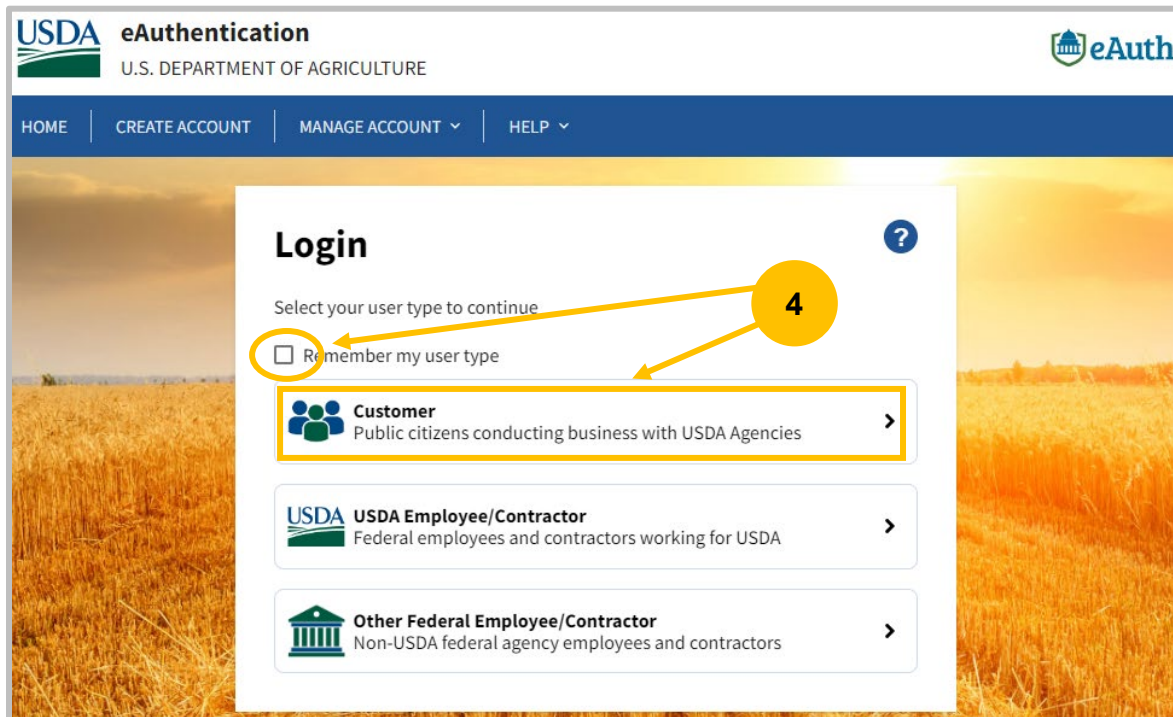 USDA
eAuthentication
U.S. DEPARTMENT OF AGRICULTURE
eAuth
HOME
CREATE ACCOUNT
MANAGE ACCOUNT
HELP
Login
?
Select your user type to continue
4
Remember my user type
Customer
Public citizens conducting business with USDA Agencies
USDA
USDA Employee/Contractor
Federal employees and contractors working for USDA
Other Federal Employee/Contractor
Non-USDA federal agency employees and contractors